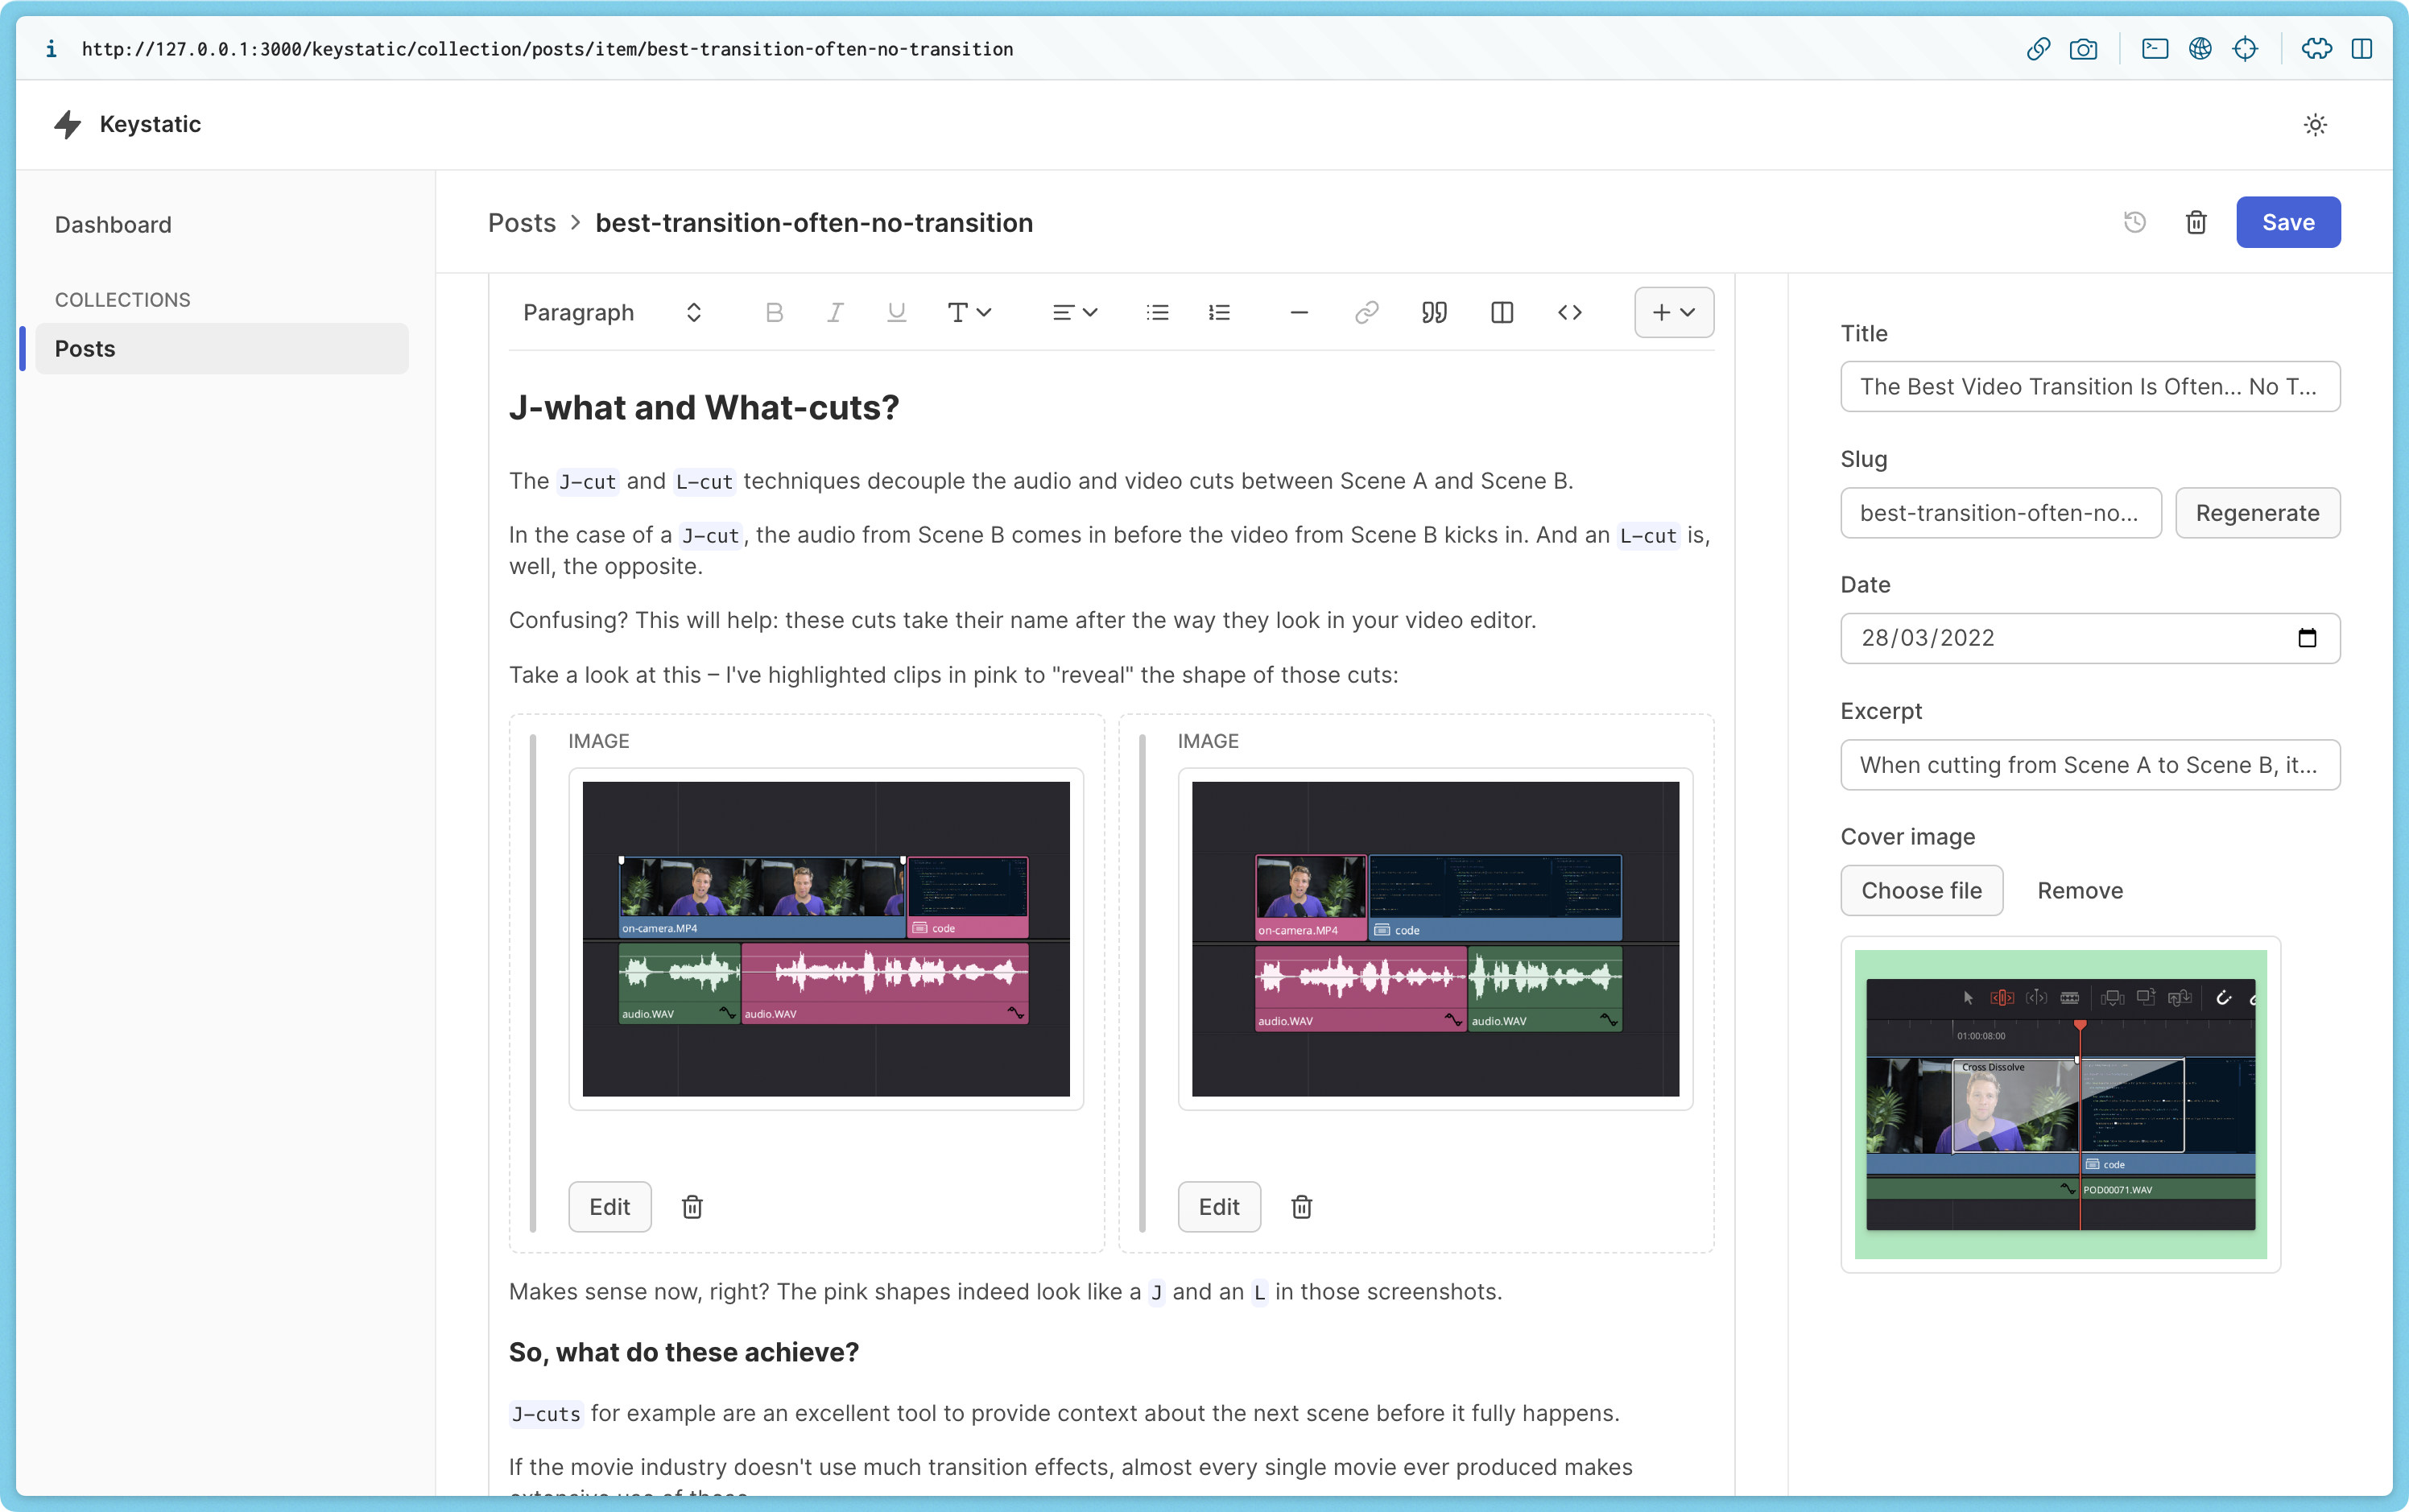 http://127.0.0.1:3000/keystatic/collection/posts/item/best-transition-often-no-transition
Keystatic
Dashboard
COLLECTIONS
Posts
Posts > best-transition-often-no-transition
Save
Paragraph
J-what and What-cuts?
The J-cut and L-cut techniques decouple the audio and video cuts between Scene A and Scene B.
In the case of a J-cut, the audio from Scene B comes in before the video from Scene B kicks in. And an L-cut is,
well, the opposite.
Confusing? This will help: these cuts take their name after the way they look in your video editor.
Take a look at this – I've highlighted clips in pink to "reveal" the shape of those cuts:
IMAGE
on-camera.MP4
code
audio.WAV
audio.WAV
Edit
IMAGE
on-camera.MP4
code
audio.WAV
audio.WAV
Edit
Makes sense now, right? The pink shapes indeed look like a J and an L in those screenshots.
So, what do these achieve?
J-cuts for example are an excellent tool to provide context about the next scene before it fully happens.
If the movie industry doesn't use much transition effects, almost every single movie ever produced makes
Title
The Best Video Transition Is Often... No T...
Slug
best-transition-often-no...
Regenerate
Date
28/03/2022
Excerpt
When cutting from Scene A to Scene B, it...
Cover image
Choose file
Remove
01:00:08:00
Cross Dissolve
code
POD00071.WAV